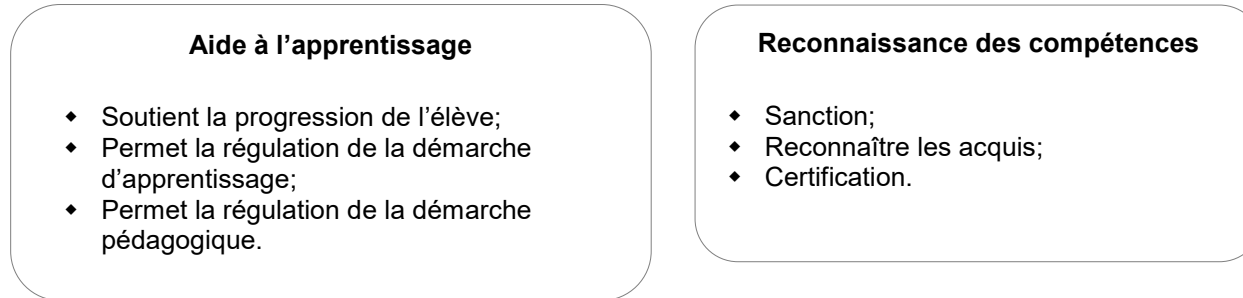 Aide à l’apprentissage
◆ Soutient la progression de l’élève;
◆ Permet la régulation de la démarche
d’apprentissage;
◆ Permet la régulation de la démarche
pédagogique.
Reconnaissance des compétences
◆ Sanction;
◆ Reconnaître les acquis;
◆ Certification.